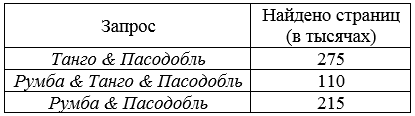 Запрос Найдено страниц
(в тысячах)
Танго & Пасодобль 275
Румба & Танго & Пасодобль 110
Румба & Пасодобль 215